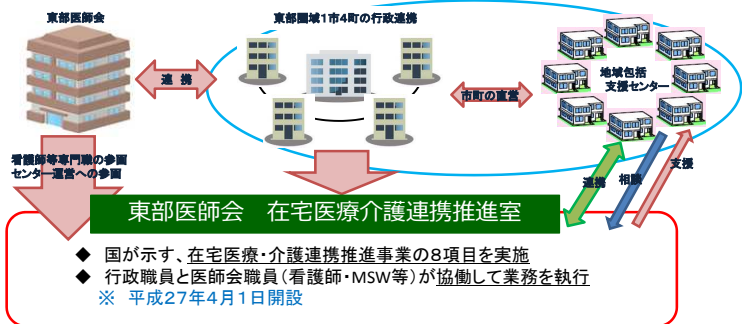 東部医師会
東部圏域1市4町の行政連携
連 携
市町の直営
地域包括
支援センター
看護師等専門職の参画
センター運営への参画
連携
相談
支援
東部医師会 在宅医療介護連携推進室
◆ 国が示す、在宅医療・介護連携推進事業の8項目を実施
◆ 行政職員と医師会職員(看護師・MSW等)が協働して業務を執行
※ 平成27年4月1日開設